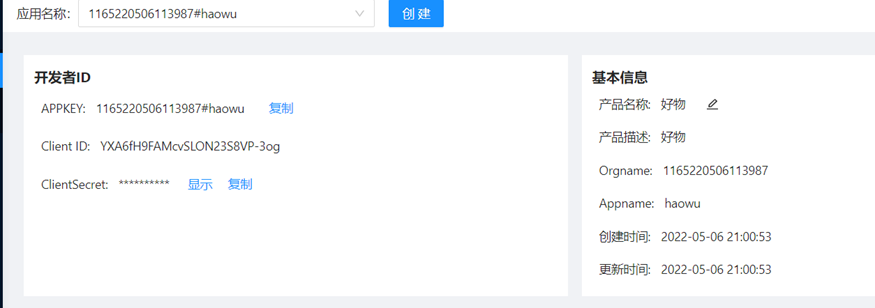 应用名称: 1165220506113987#haowu 创 建
开发者ID
APPKEY: 1165220506113987#haowu 复制
Client ID: YXA6fH9FAMcvSLON23S8VP-3og
ClientSecret: ********** 显示 复制
基本信息
产品名称: 好物
产品描述: 好物
Orgname: 1165220506113987
Appname: haowu
创建时间: 2022-05-06 21:00:53
更新时间: 2022-05-06 21:00:53